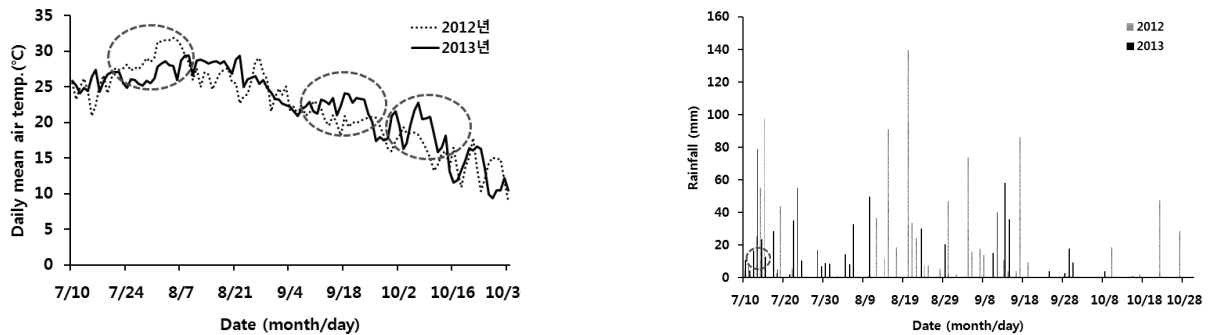 35
30
25
20
15
10
5
0
Daily mean air temp.(℃)
2012년
2013년
7/10 7/24 8/7 8/21 9/4 9/18 10/2 10/16 10/3
Date (month/day)
160
140
120
100
80
60
40
20
0
Rainfall (mm)
2012
2013
7/10 7/20 7/30 8/9 8/19 8/29 9/8 9/18 9/28 10/8 10/18 10/28
Date (month/day)